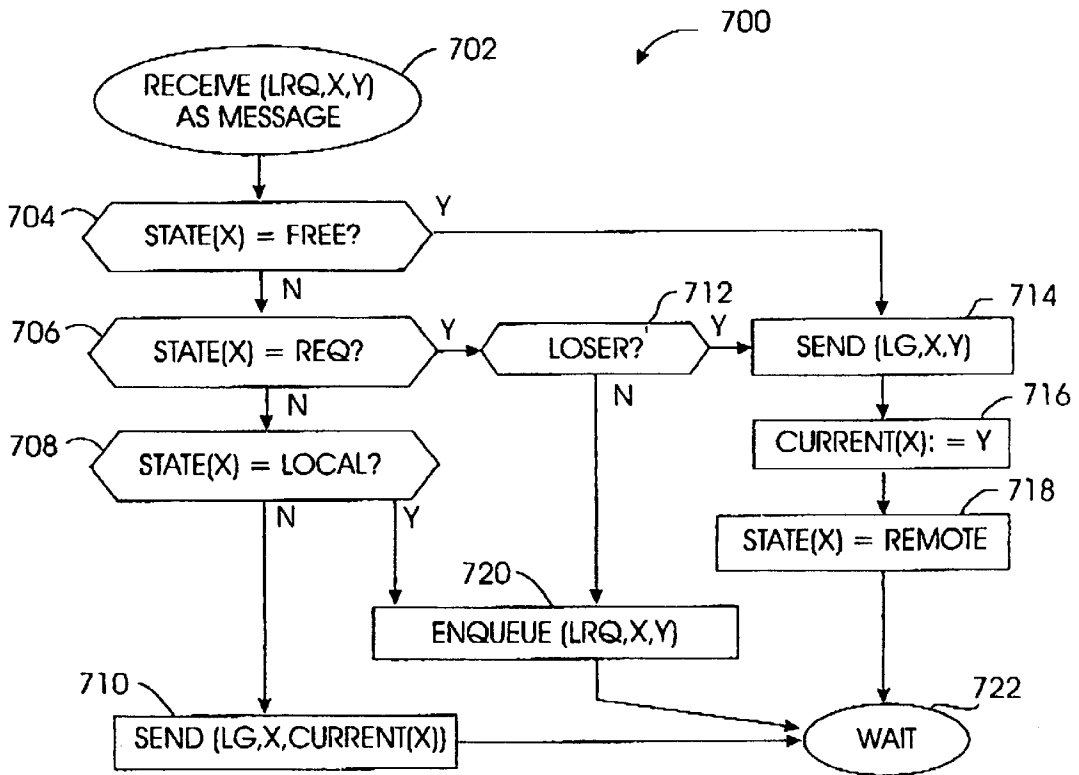 700
702
RECEIVE (LRQ,X,Y)
AS MESSAGE
704
STATE(X) = FREE?
Y
N
706
STATE(X) = REQ?
Y
N
712
LOSER?
Y
N
714
SEND (LG,X,Y)
716
CURRENT(X): = Y
708
STATE(X) = LOCAL?
N
Y
718
STATE(X) = REMOTE
720
ENQUEUE (LRQ,X,Y)
710
SEND (LG,X,CURRENT(X))
722
WAIT